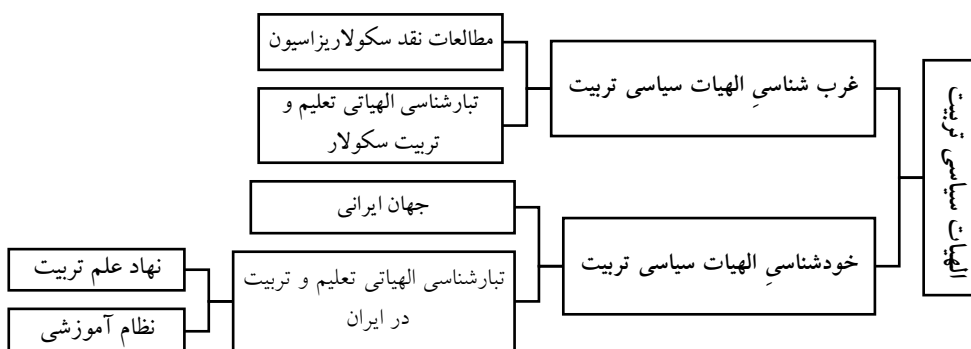 الهیات سیاسی تربیت
غرب شناسیِ الهیات سیاسی تربیت
مطالعات نقد سکولاریزاسیون
تبارشناسی الهیاتی تعلیم و
تربیت سکولار
خودشناسیِ الهیات سیاسی تربیت
جهان ایرانی
تبارشناسی الهیاتی تعلیم و تربیت
در ایران
نهاد علم تربیت
نظام آموزشی